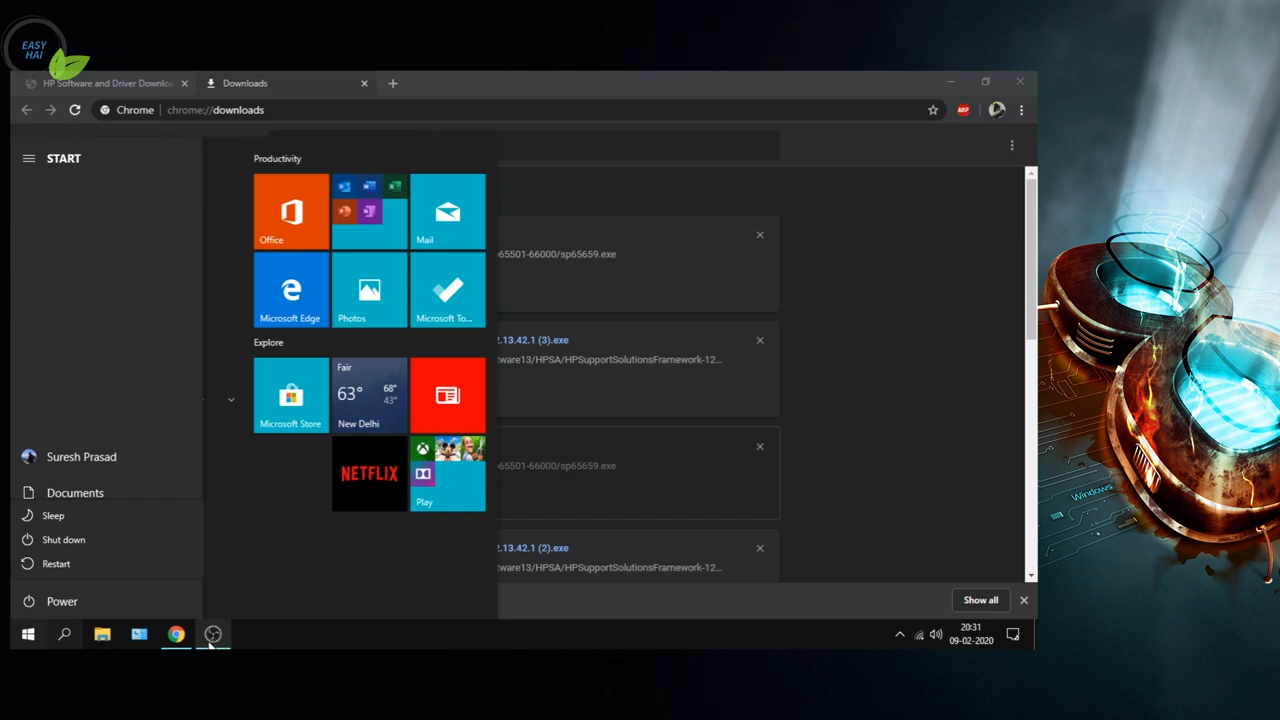 EASY
HAI
HP Software and Driver Downloa
Downloads
Chrome
chrome://downloads
ABP
START
Productivity
Office
Mail
Microsoft Edge
Photos
Microsoft To...
Explore
Microsoft Store
Fair
63°
68°
43°
New Delhi
NETFLIX
Play
65501-66000/sp65659.exe
2.13.42.1 (3).exe
tware13/HPSA/HPSupportSolutionsFramework-12...
65501-66000/sp65659.exe
2.13.42.1 (2).exe
tware13/HPSA/HPSupportSolutionsFramework-12...
Suresh Prasad
Documents
Sleep
Shut down
Restart
Power
Show all
20:31
09-02-2020
Windows